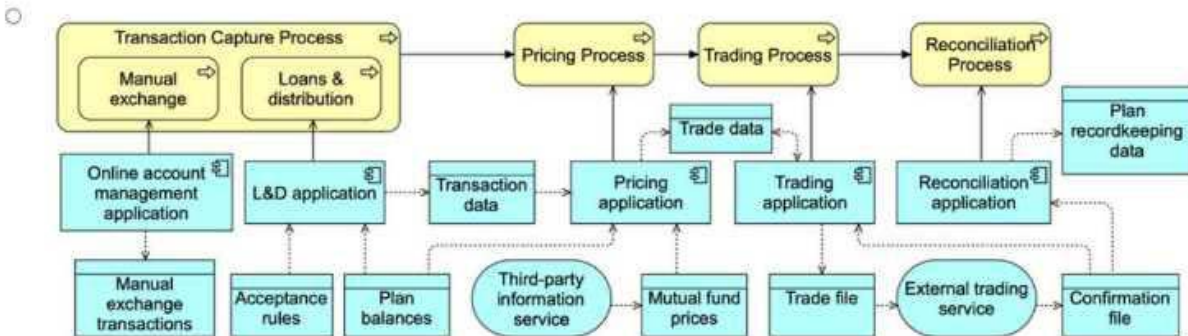 Transaction Capture Process
Manual
exchange
Loans &
distribution
Pricing Process
Trading Process
Reconciliation
Process
Online account
management
application
L&D application
Transaction
data
Trade data
Pricing
application
Trading
application
Reconciliation
application
Plan
recordkeeping
data
Manual
exchange
transactions
Acceptance
rules
Plan
balances
Third-party
information
service
Mutual fund
prices
Trade file
External trading
service
Confirmation
file